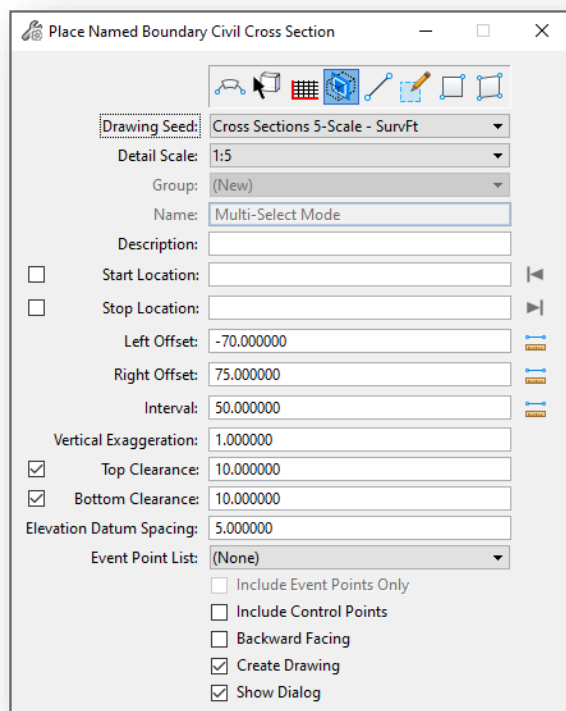 Place Named Boundary Civil Cross Section
Drawing Seed: Cross Sections 5-Scale - SurvFt
Detail Scale: 1:5
Group: (New)
Name: Multi-Select Mode
Description:
Start Location:
Stop Location:
Left Offset: -70.000000
Right Offset: 75.000000
Interval: 50.000000
Vertical Exaggeration: 1.000000
Top Clearance: 10.000000
Bottom Clearance: 10.000000
Elevation Datum Spacing: 5.000000
Event Point List: (None)
Include Event Points Only
Include Control Points
Backward Facing
Create Drawing
Show Dialog